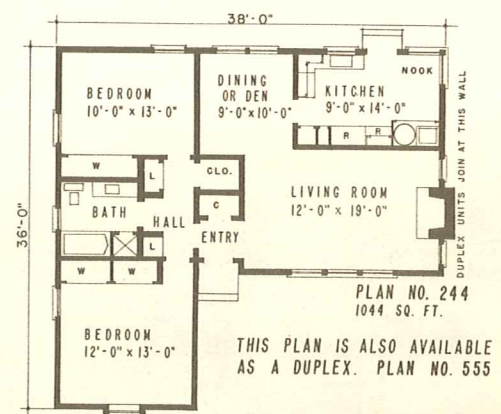 38'-0"
36'-0"
BEDROOM
10'-0" x 13'-0"
DINING
OR DEN
9'-0" x 10'-0"
KITCHEN
9'-0" x 14'-0"
NOOK
R
R
W
L
CLO.
BATH
HALL
C
ENTRY
L
LIVING ROOM
12'-0" x 19'-0"
DUPLEX UNITS JOIN AT THIS WALL
W
W
BEDROOM
12'-0" x 13'-0"
PLAN NO. 244
1044 SQ. FT.
THIS PLAN IS ALSO AVAILABLE
AS A DUPLEX. PLAN NO. 555